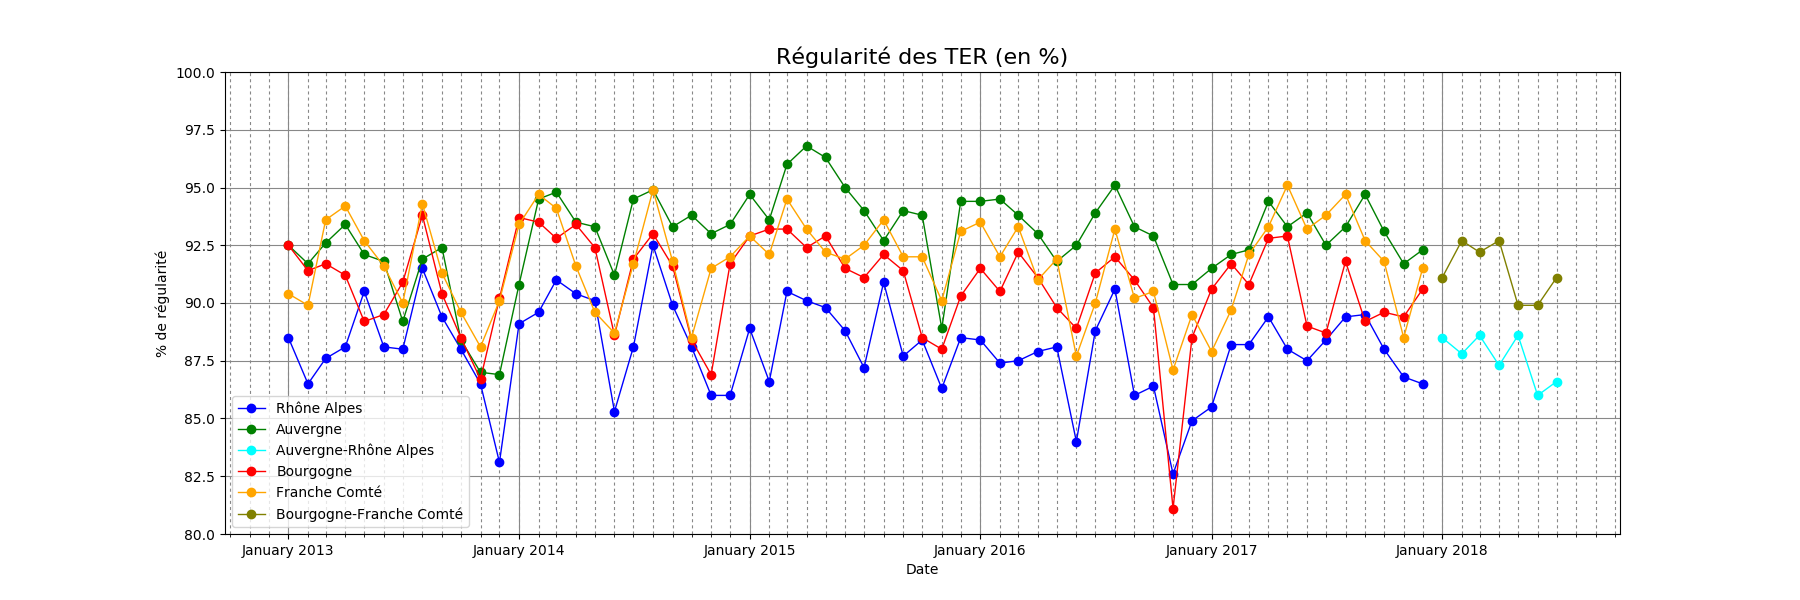 Régularité des TER (en %)
100.0
97.5
95.0
92.5
90.0
87.5
85.0
82.5
80.0
% de régularité
Rhône Alpes
Auvergne
Auvergne-Rhône Alpes
Bourgogne
Franche Comté
Bourgogne-Franche Comté
January 2013 January 2014 January 2015 January 2016 January 2017 January 2018
Date